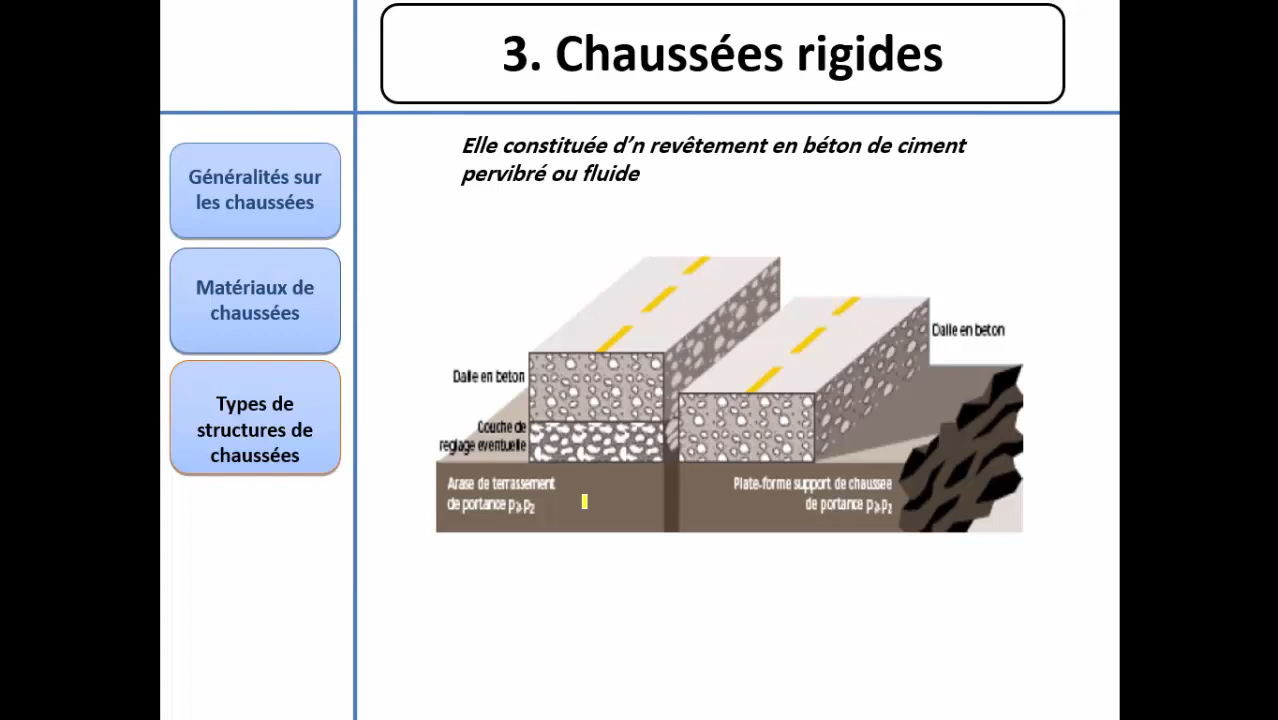 3. Chaussées rigides
Elle constituée d’n revêtement en béton de ciment
pervibré ou fluide
Généralités sur
les chaussées
Matériaux de
chaussées
Types de
structures de
chaussées
Dalle en beton
Couche de
reglage eventuelle
Arase de terrassement
de portance p⩾p2
Dalle en beton
Plate-forme support de chaussee
de portance p⩾p2